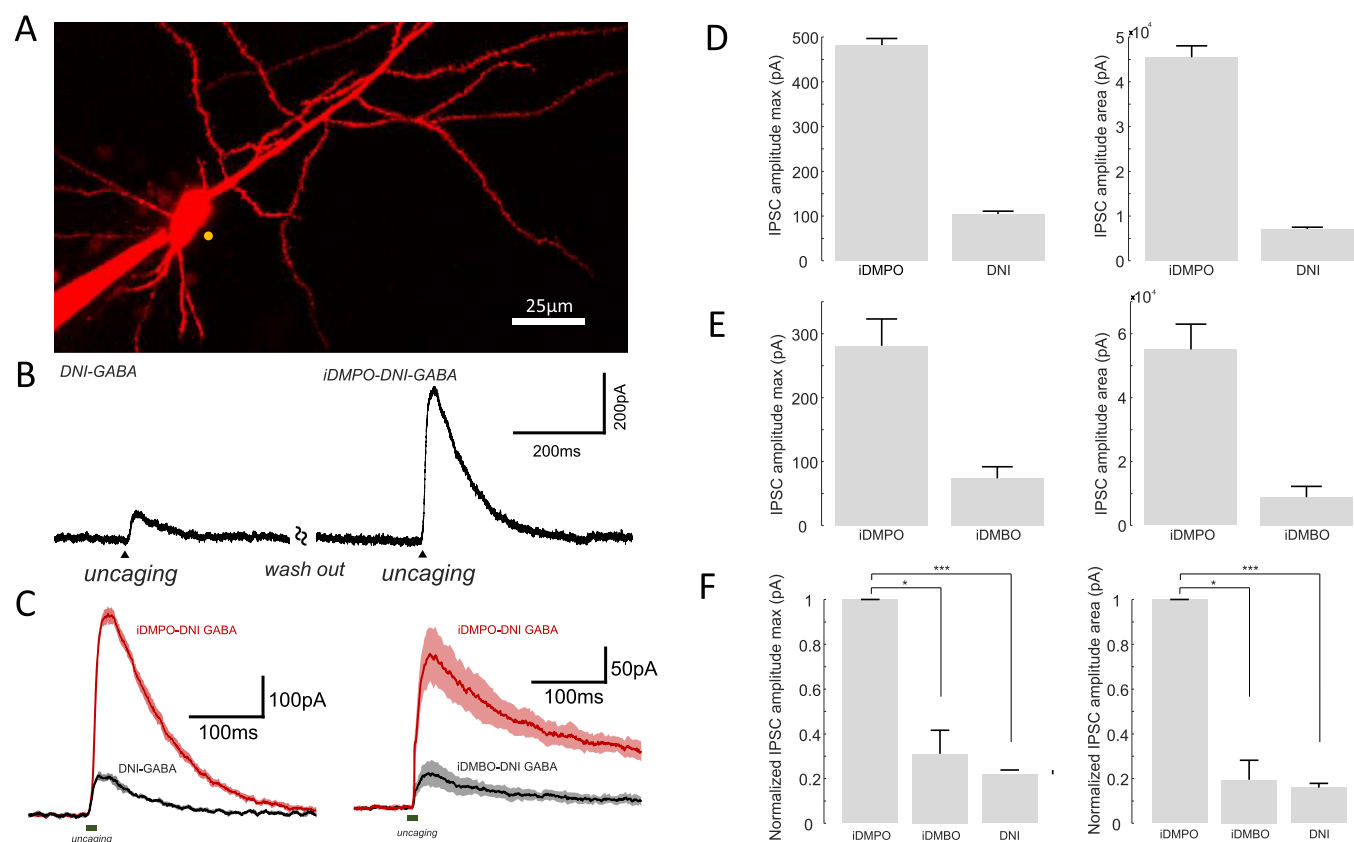 A
25µm
B
DNI-GABA
iDMPO-DNI-GABA
200pA
200ms
uncaging
wash out
uncaging
C
iDMPO-DNI GABA
100pA
100ms
DNI-GABA
uncaging
iDMPO-DNI GABA
50pA
100ms
iDMBO-DNI GABA
uncaging
D
IPSC amplitude max (pA)
500
400
300
200
100
0
iDMPO
DNI
IPSC amplitude area (pA)
×10⁴
5
4
3
2
1
0
iDMPO
DNI
E
IPSC amplitude max (pA)
300
200
100
0
iDMPO
iDMBO
IPSC amplitude area (pA)
×10⁴
6
4
2
0
iDMPO
iDMBO
F
Normalized IPSC amplitude max (pA)
1
0.8
0.6
0.4
0.2
0
***
*
iDMPO
iDMBO
DNI
Normalized IPSC amplitude area (pA)
1
0.8
0.6
0.4
0.2
0
***
*
iDMPO
iDMBO
DNI